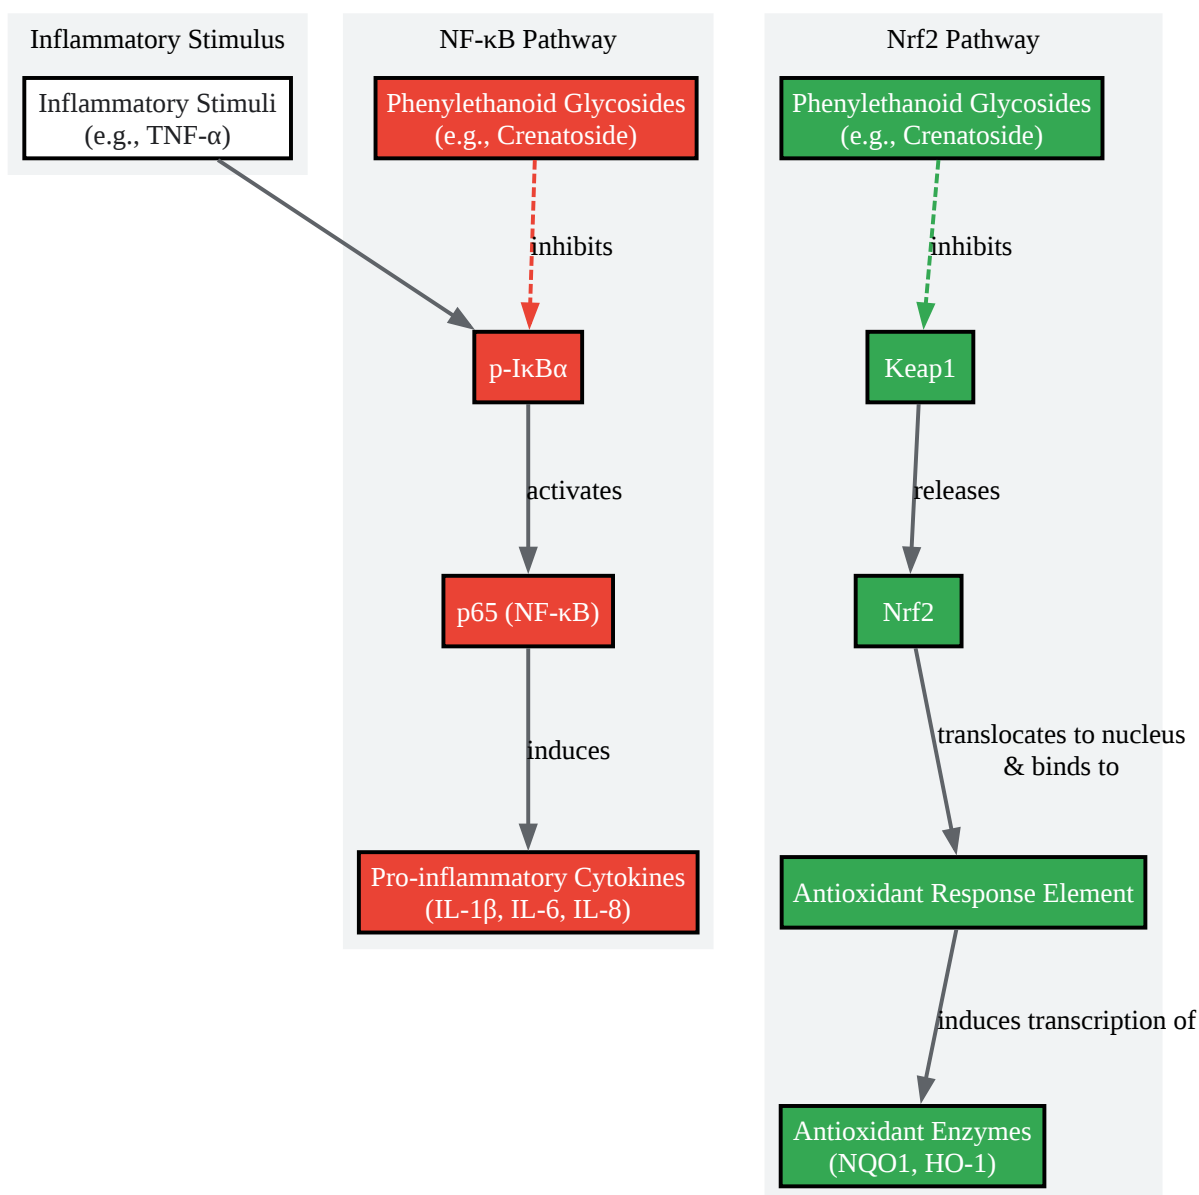 Inflammatory Stimulus
Inflammatory Stimuli
(e.g., TNF-α)
NF-κB Pathway
Phenylethanoid Glycosides
(e.g., Crenatoside)
inhibits
p-IκBα
activates
p65 (NF-κB)
induces
Pro-inflammatory Cytokines
(IL-1β, IL-6, IL-8)
Nrf2 Pathway
Phenylethanoid Glycosides
(e.g., Crenatoside)
inhibits
Keap1
releases
Nrf2
translocates to nucleus
& binds to
Antioxidant Response Element
induces transcription of
Antioxidant Enzymes
(NQO1, HO-1)